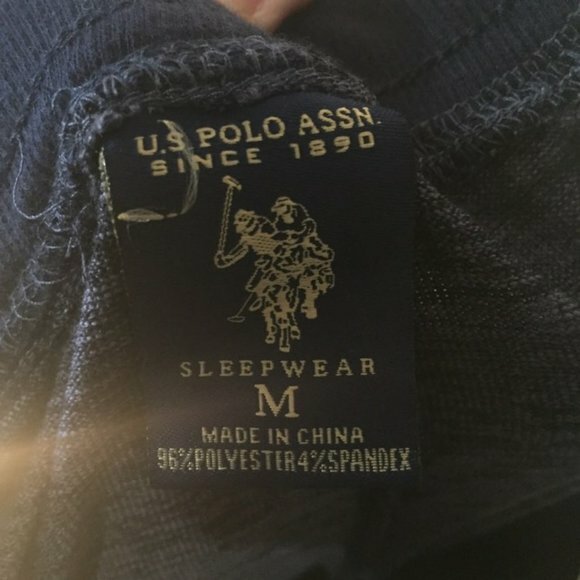 U.S. POLO ASSN.
SINCE 1890
SLEEPWEAR
M
MADE IN CHINA
96%POLYESTER4%SPANDEX